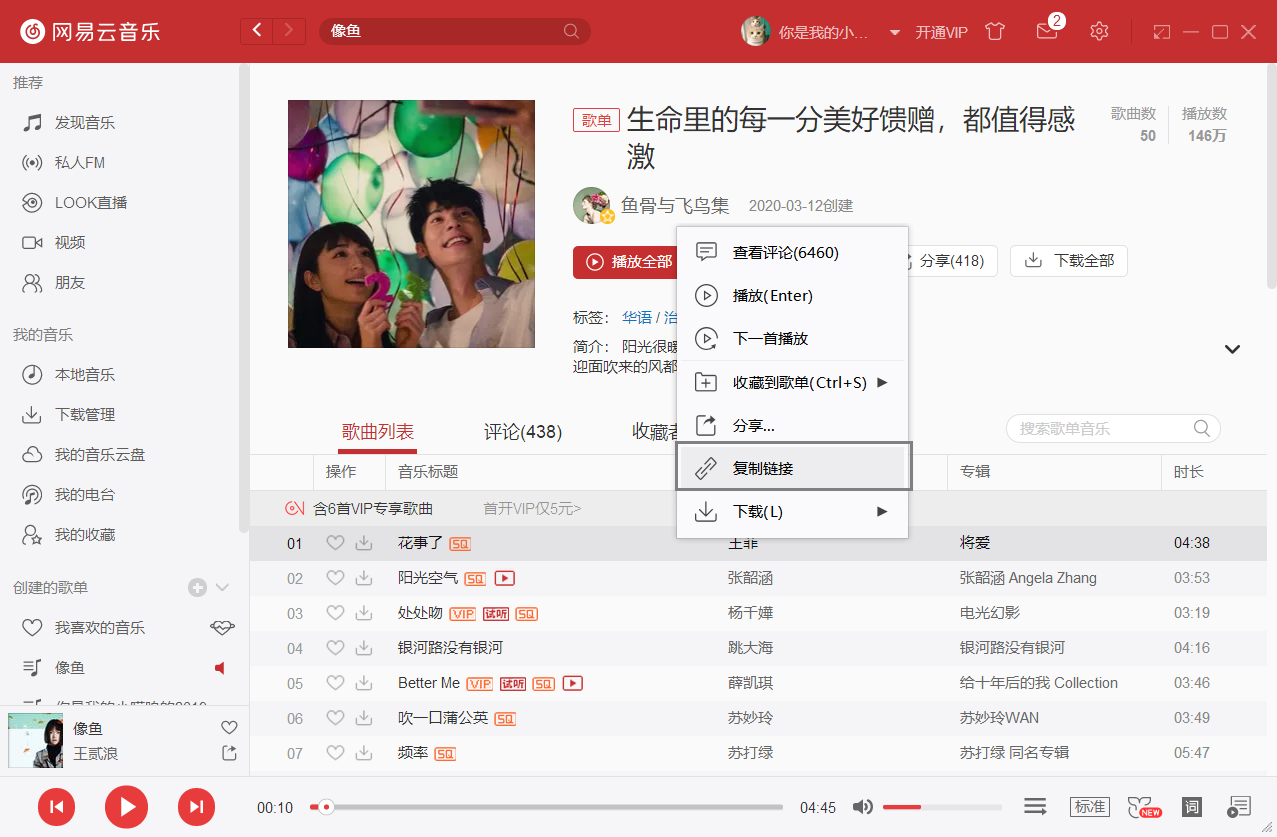 网易云音乐
像鱼
你是我的小...
开通VIP
2
推荐
发现音乐
私人FM
LOOK直播
视频
朋友
我的音乐
本地音乐
下载管理
我的音乐云盘
我的电台
我的收藏
创建的歌单
我喜欢的音乐
像鱼
像鱼
王贰浪
歌单 生命里的每一分美好馈赠，都值得感
激
歌曲数 播放数
50 146万
鱼骨与飞鸟集 2020-03-12创建
播放全部
分享(418)
下载全部
标签： 华语 / 治
简介： 阳光很暖
迎面吹来的风都
查看评论(6460)
播放(Enter)
下一首播放
收藏到歌单(Ctrl+S)
分享...
复制链接
下载(L)
歌曲列表 评论(438) 收藏者
搜索歌单音乐
操作 音乐标题 专辑 时长
含6首VIP专享歌曲 首开VIP仅5元>
01 花事了 SQ 王菲 将爱 04:38
02 阳光空气 SQ 张韶涵 张韶涵 Angela Zhang 03:53
03 处处吻 VIP 试听 SQ 杨千嬅 电光幻影 03:19
04 银河路没有银河 跳大海 银河路没有银河 04:16
05 Better Me VIP 试听 SQ 薛凯琪 给十年后的我 Collection 03:46
06 吹一口蒲公英 SQ 苏妙玲 苏妙玲WAN 03:49
07 频率 SQ 苏打绿 苏打绿 同名专辑 05:47
00:10 04:45 标准 NEW 词